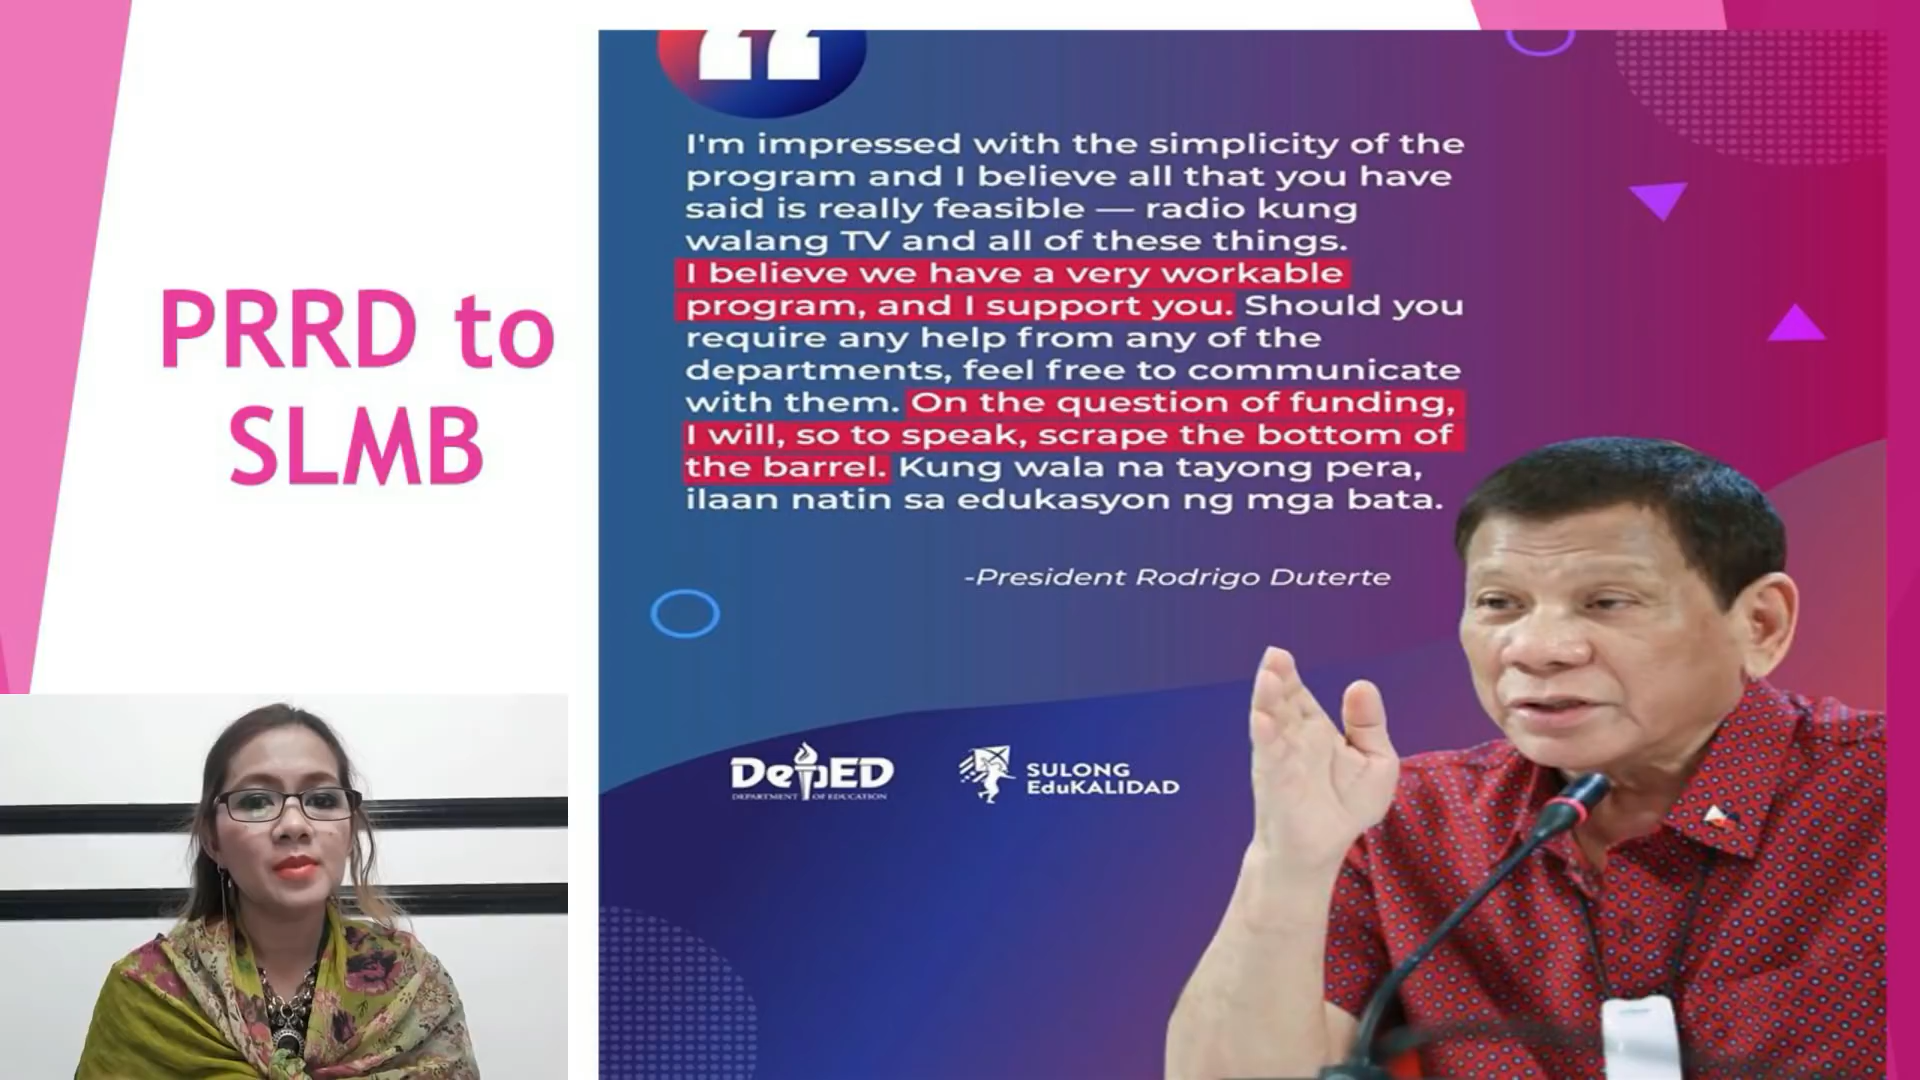 PRRD to
SLMB
I'm impressed with the simplicity of the
program and I believe all that you have
said is really feasible — radio kung
walang TV and all of these things.
I believe we have a very workable
program, and I support you. Should you
require any help from any of the
departments, feel free to communicate
with them. On the question of funding,
I will, so to speak, scrape the bottom of
the barrel. Kung wala na tayong pera,
ilaan natin sa edukasyon ng mga bata.
-President Rodrigo Duterte
DepED
DEPARTMENT OF EDUCATION
SULONG
EduKALIDAD